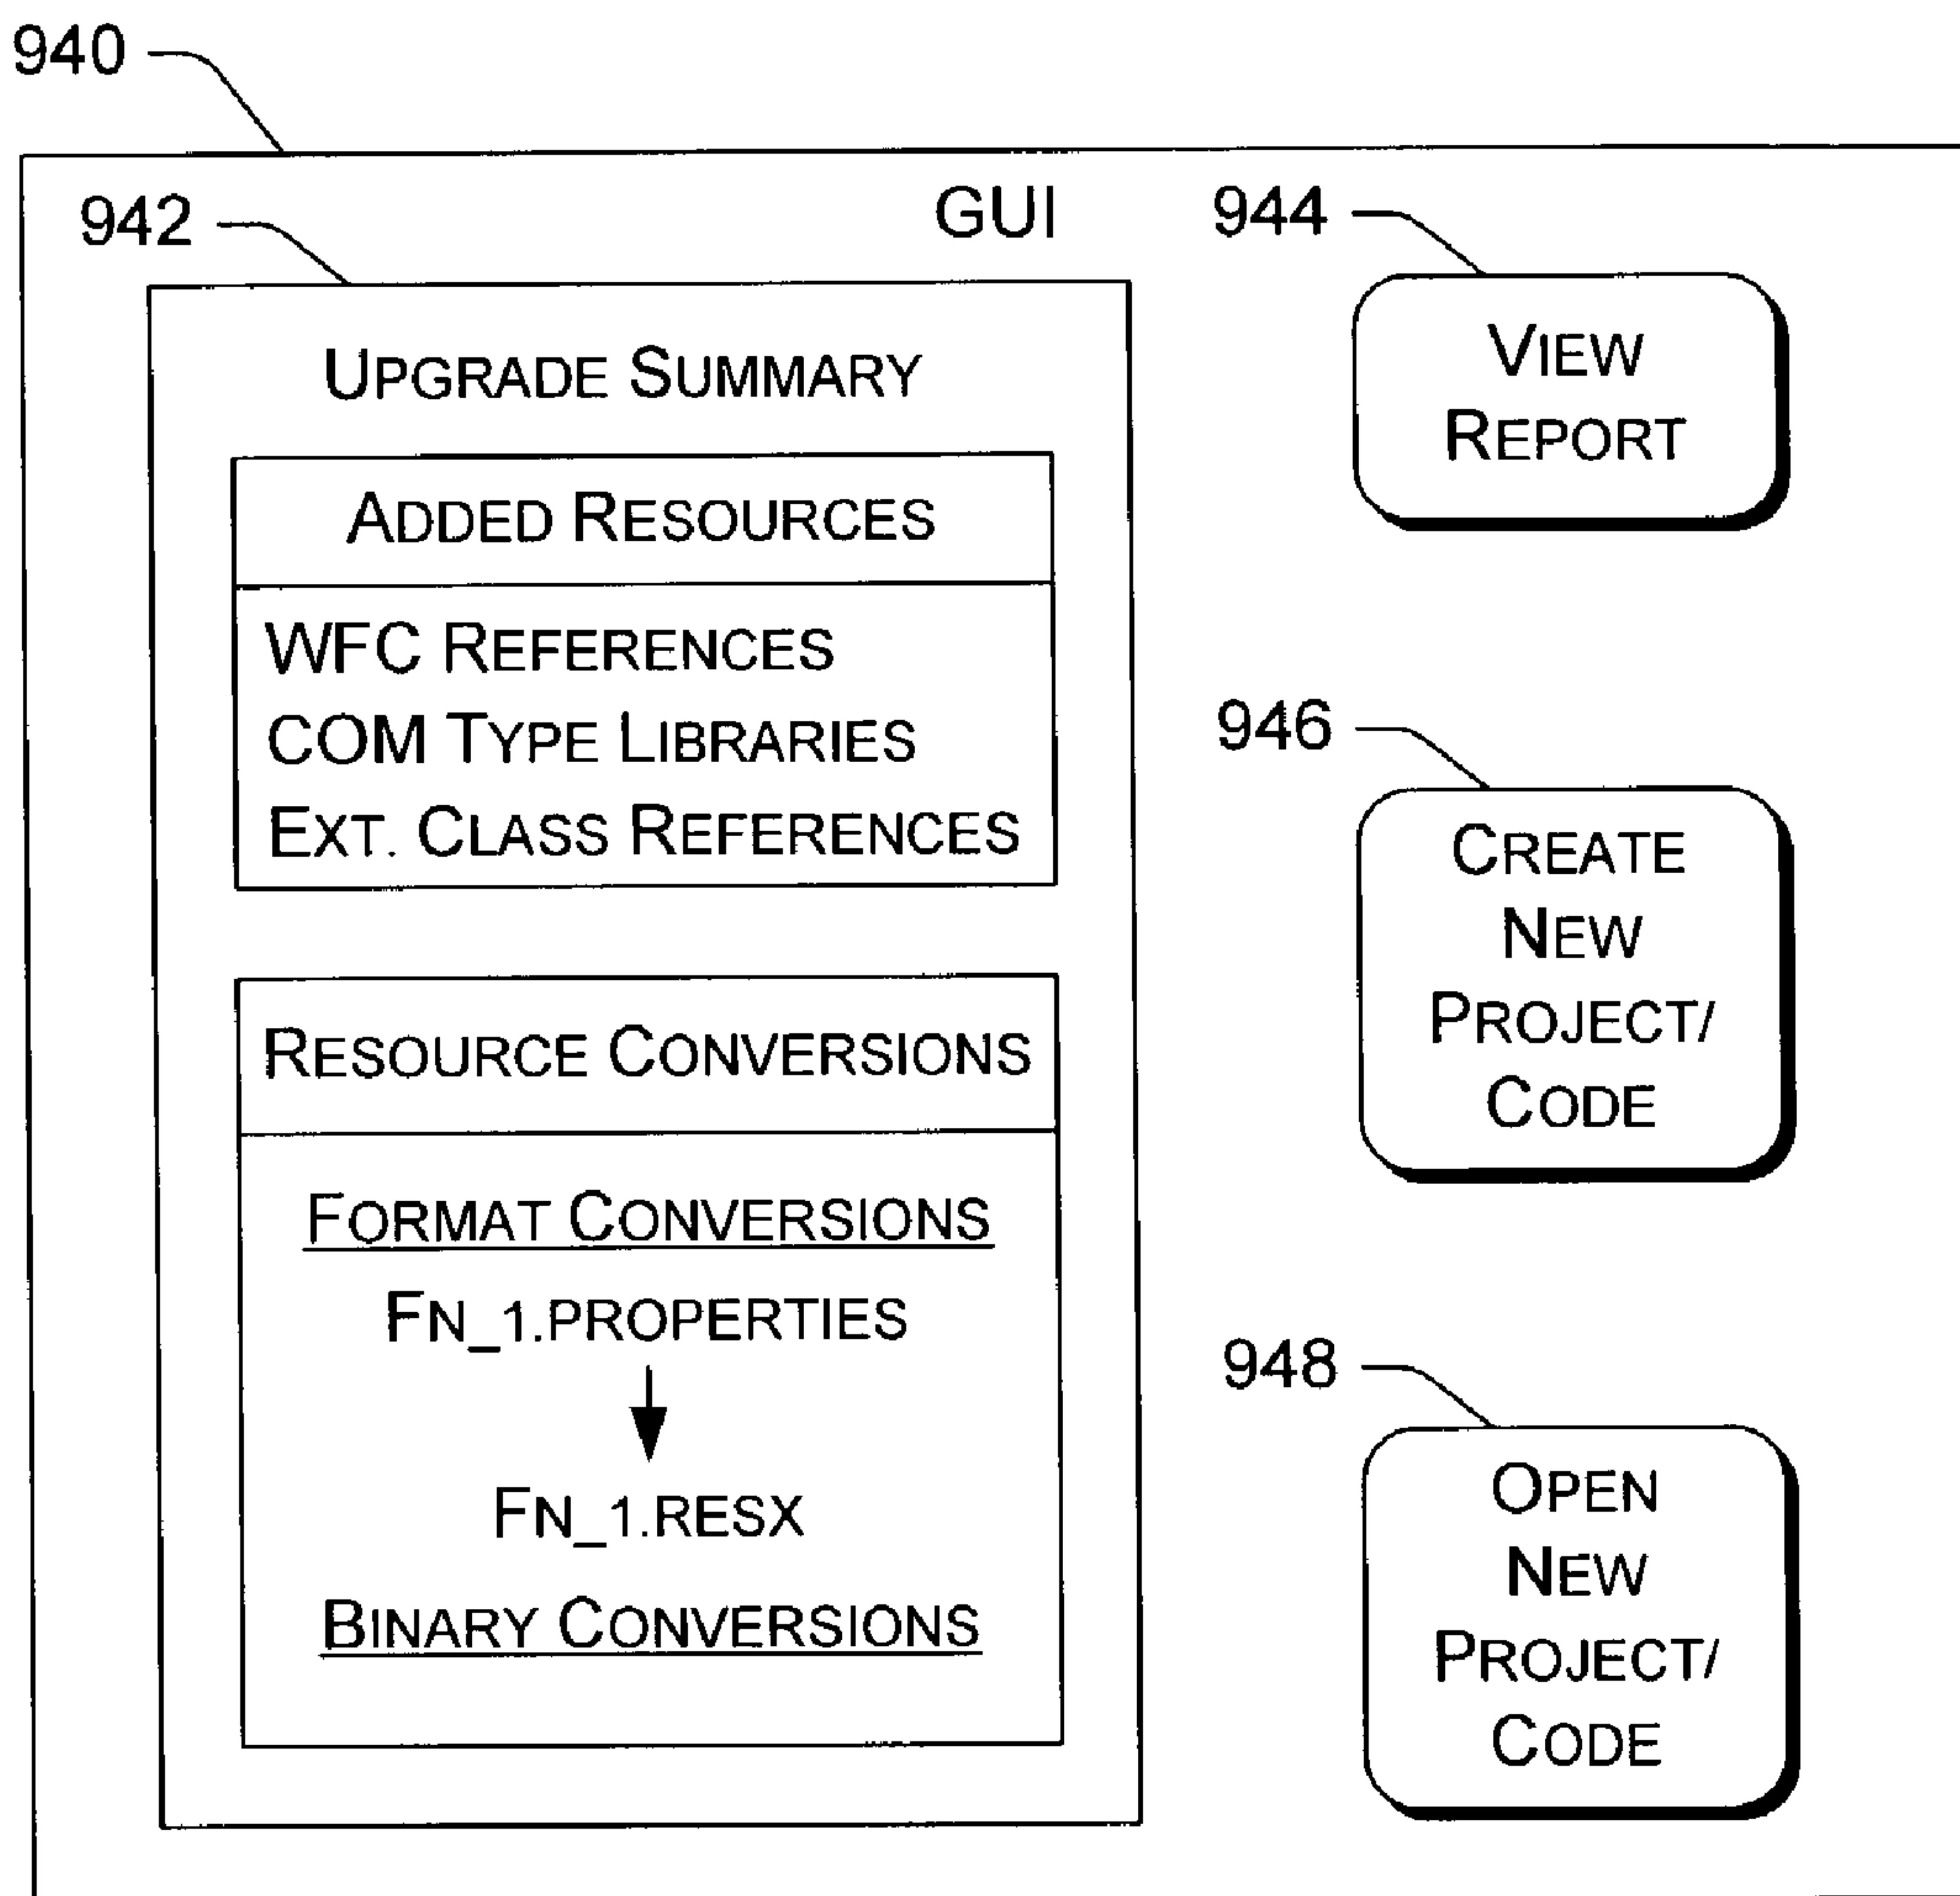 940
GUI
942
944
UPGRADE SUMMARY
VIEW
REPORT
ADDED RESOURCES
WFC REFERENCES
COM TYPE LIBRARIES
EXT. CLASS REFERENCES
946
CREATE
NEW
PROJECT/
CODE
RESOURCE CONVERSIONS
FORMAT CONVERSIONS
FN_1.PROPERTIES
FN_1.RESX
BINARY CONVERSIONS
948
OPEN
NEW
PROJECT/
CODE